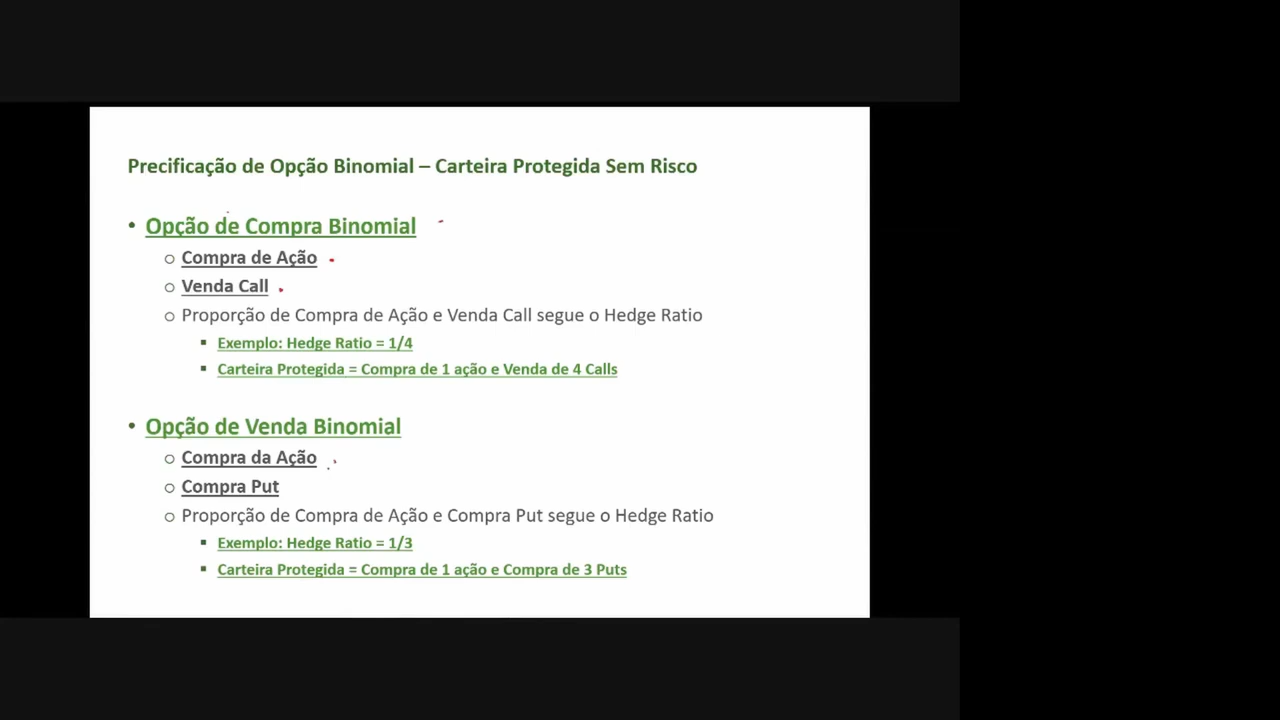 Precificação de Opção Binomial – Carteira Protegida Sem Risco
• Opção de Compra Binomial
o Compra de Ação
o Venda Call
o Proporção de Compra de Ação e Venda Call segue o Hedge Ratio
▪ Exemplo: Hedge Ratio = 1/4
▪ Carteira Protegida = Compra de 1 ação e Venda de 4 Calls
• Opção de Venda Binomial
o Compra da Ação
o Compra Put
o Proporção de Compra de Ação e Compra Put segue o Hedge Ratio
▪ Exemplo: Hedge Ratio = 1/3
▪ Carteira Protegida = Compra de 1 ação e Compra de 3 Puts